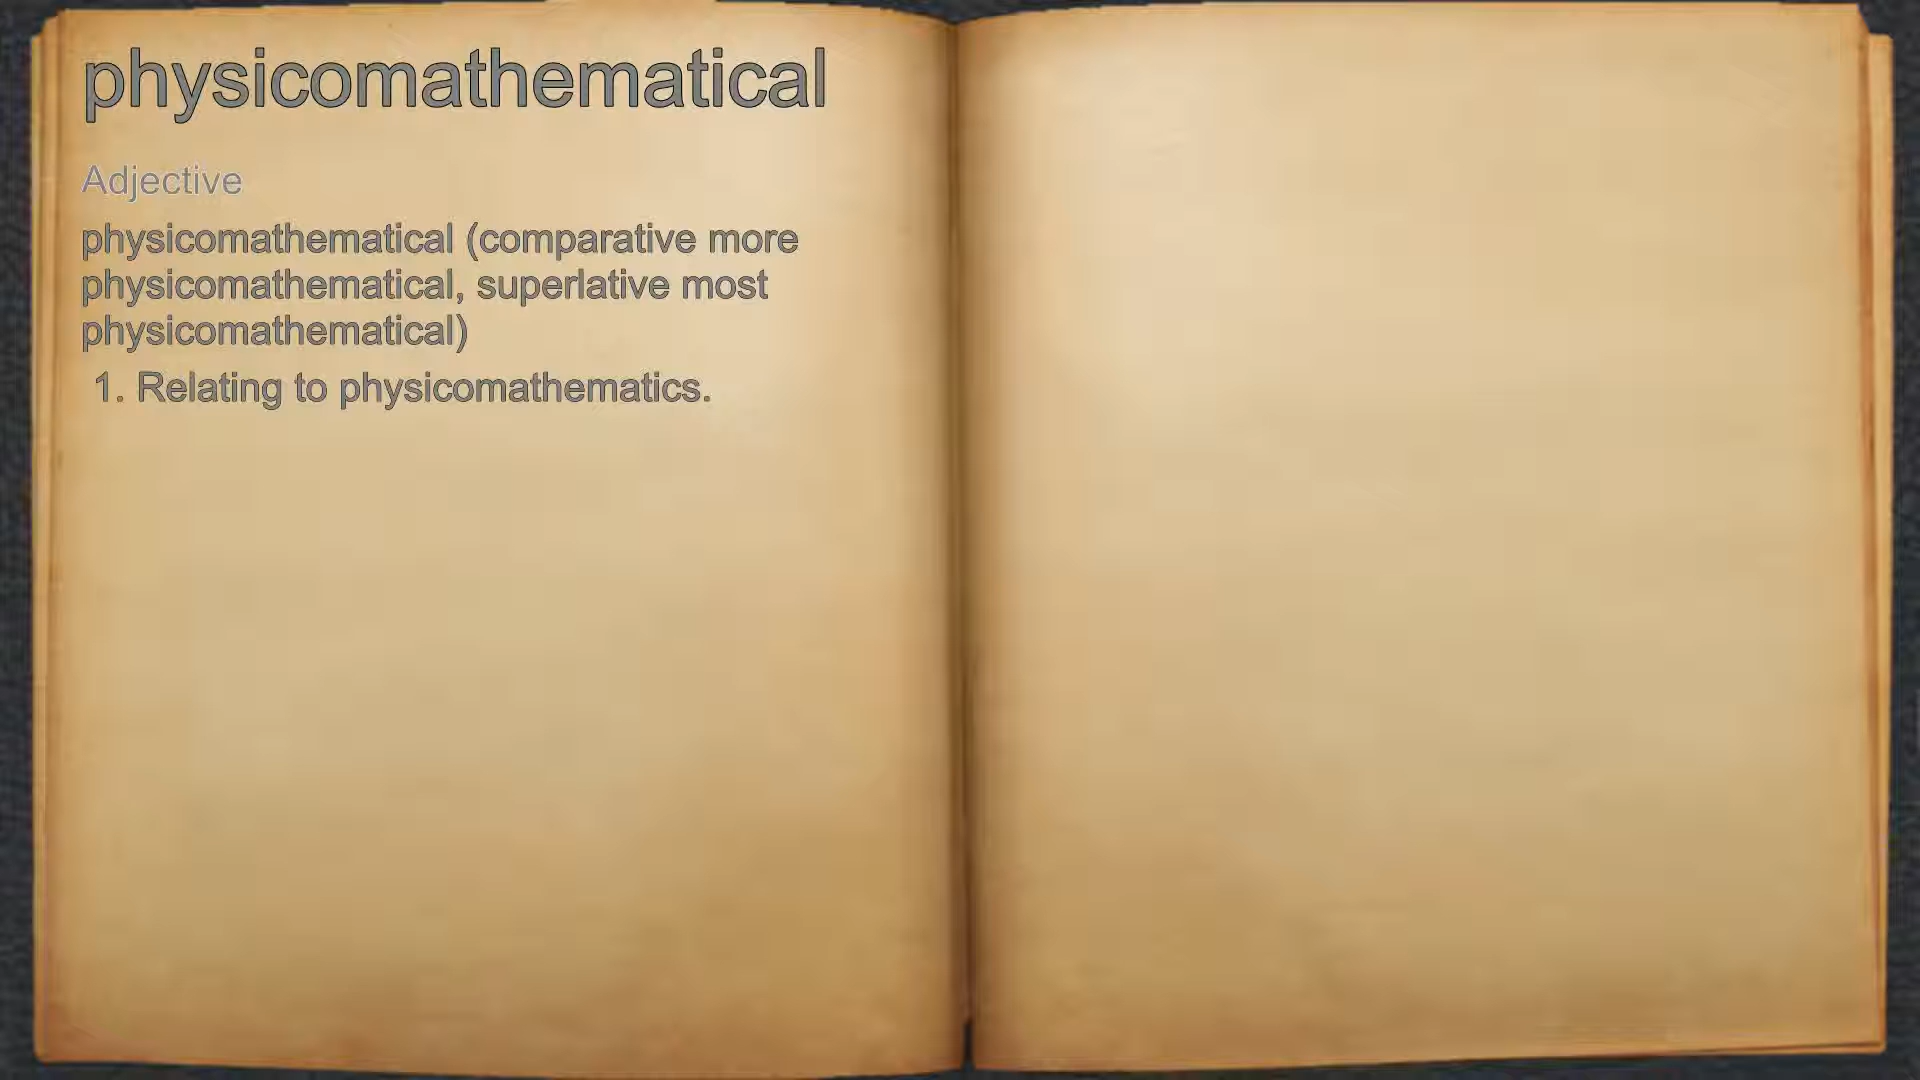 physicomathematical
Adjective
physicomathematical (comparative more
physicomathematical, superlative most
physicomathematical)
1. Relating to physicomathematics.